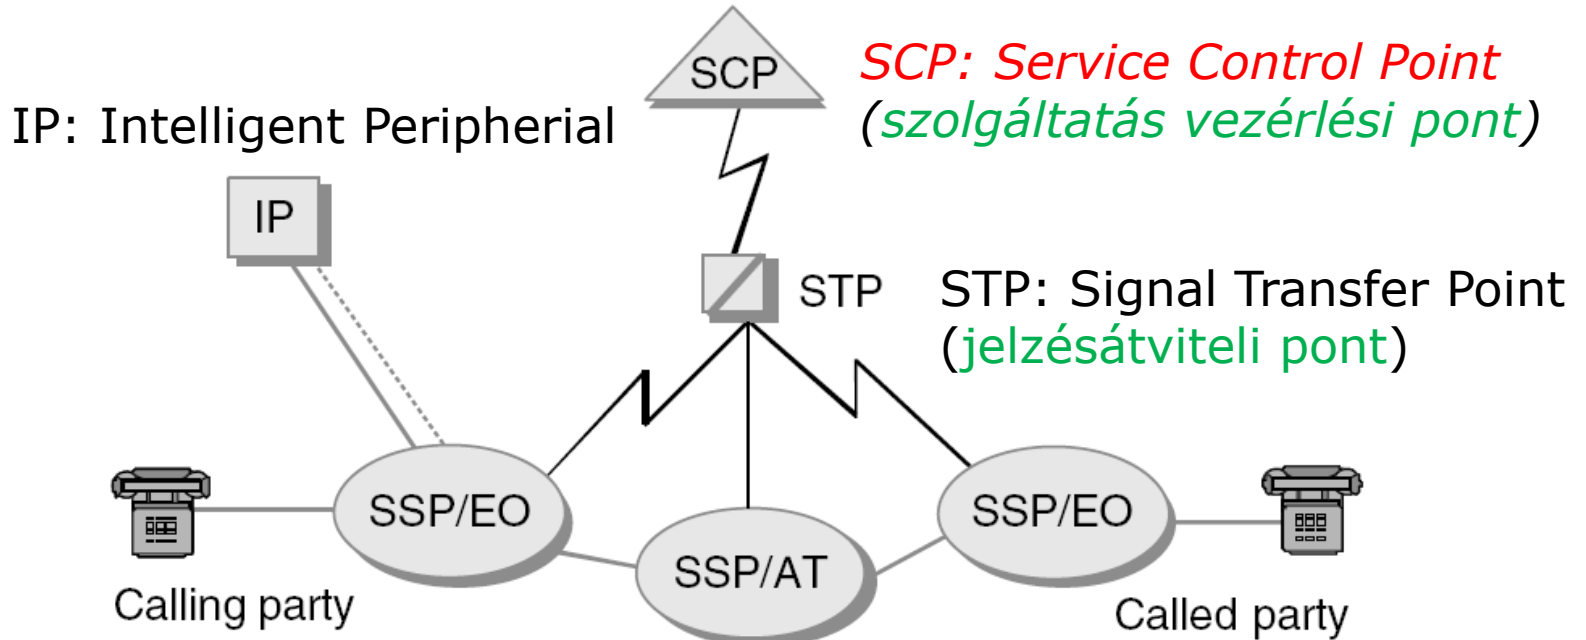 SCP
SCP: Service Control Point
(szolgáltatás vezérlési pont)
IP: Intelligent Peripherial
IP
STP
STP: Signal Transfer Point
(jelzésátviteli pont)
SSP/EO
SSP/AT
SSP/EO
Calling party
Called party